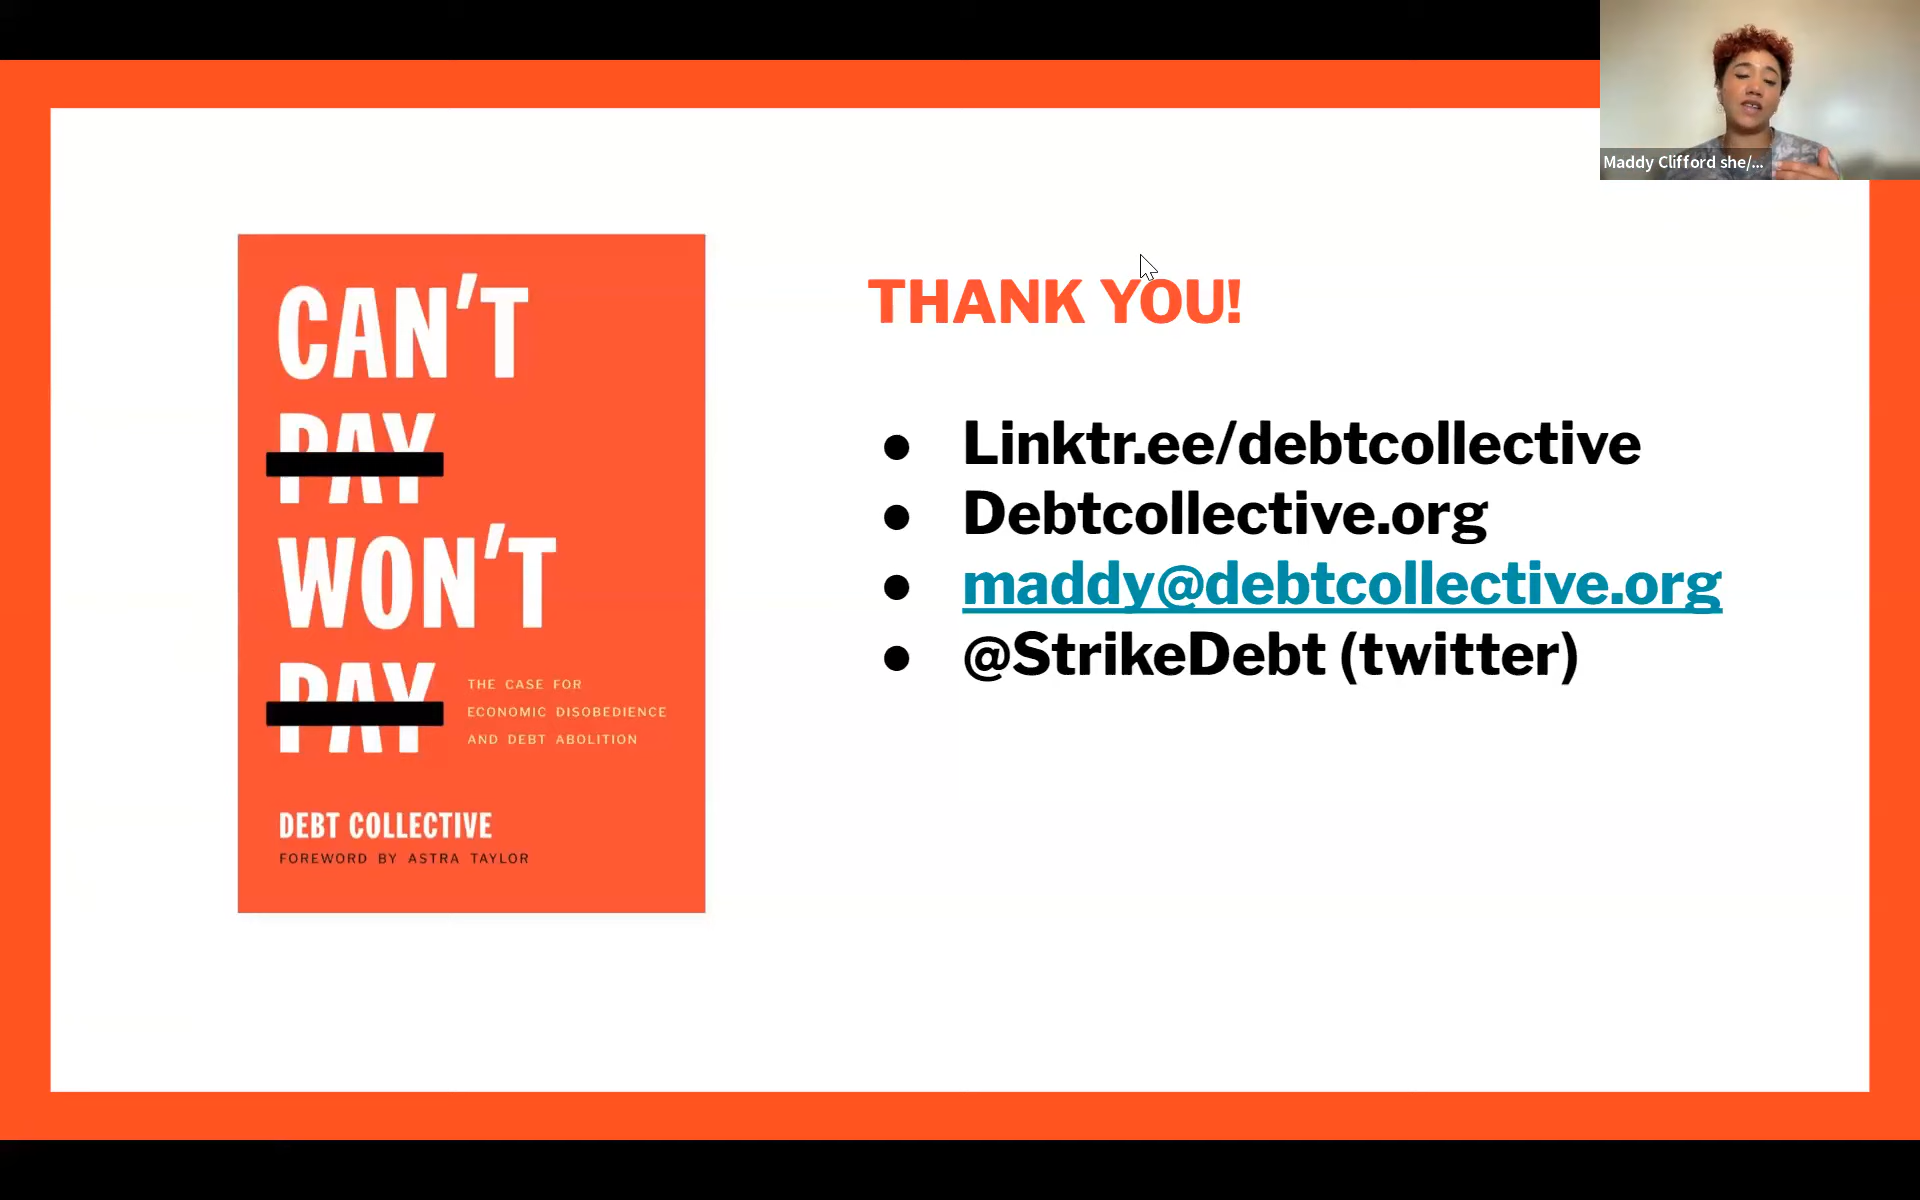 Maddy Clifford she/...
CAN'T
PAY
WON'T
PAY
THE CASE FOR
ECONOMIC DISOBEDIENCE
AND DEBT ABOLITION
DEBT COLLECTIVE
FOREWORD BY ASTRA TAYLOR
THANK YOU!
● Linktr.ee/debtcollective
● Debtcollective.org
● maddy@debtcollective.org
● @StrikeDebt (twitter)